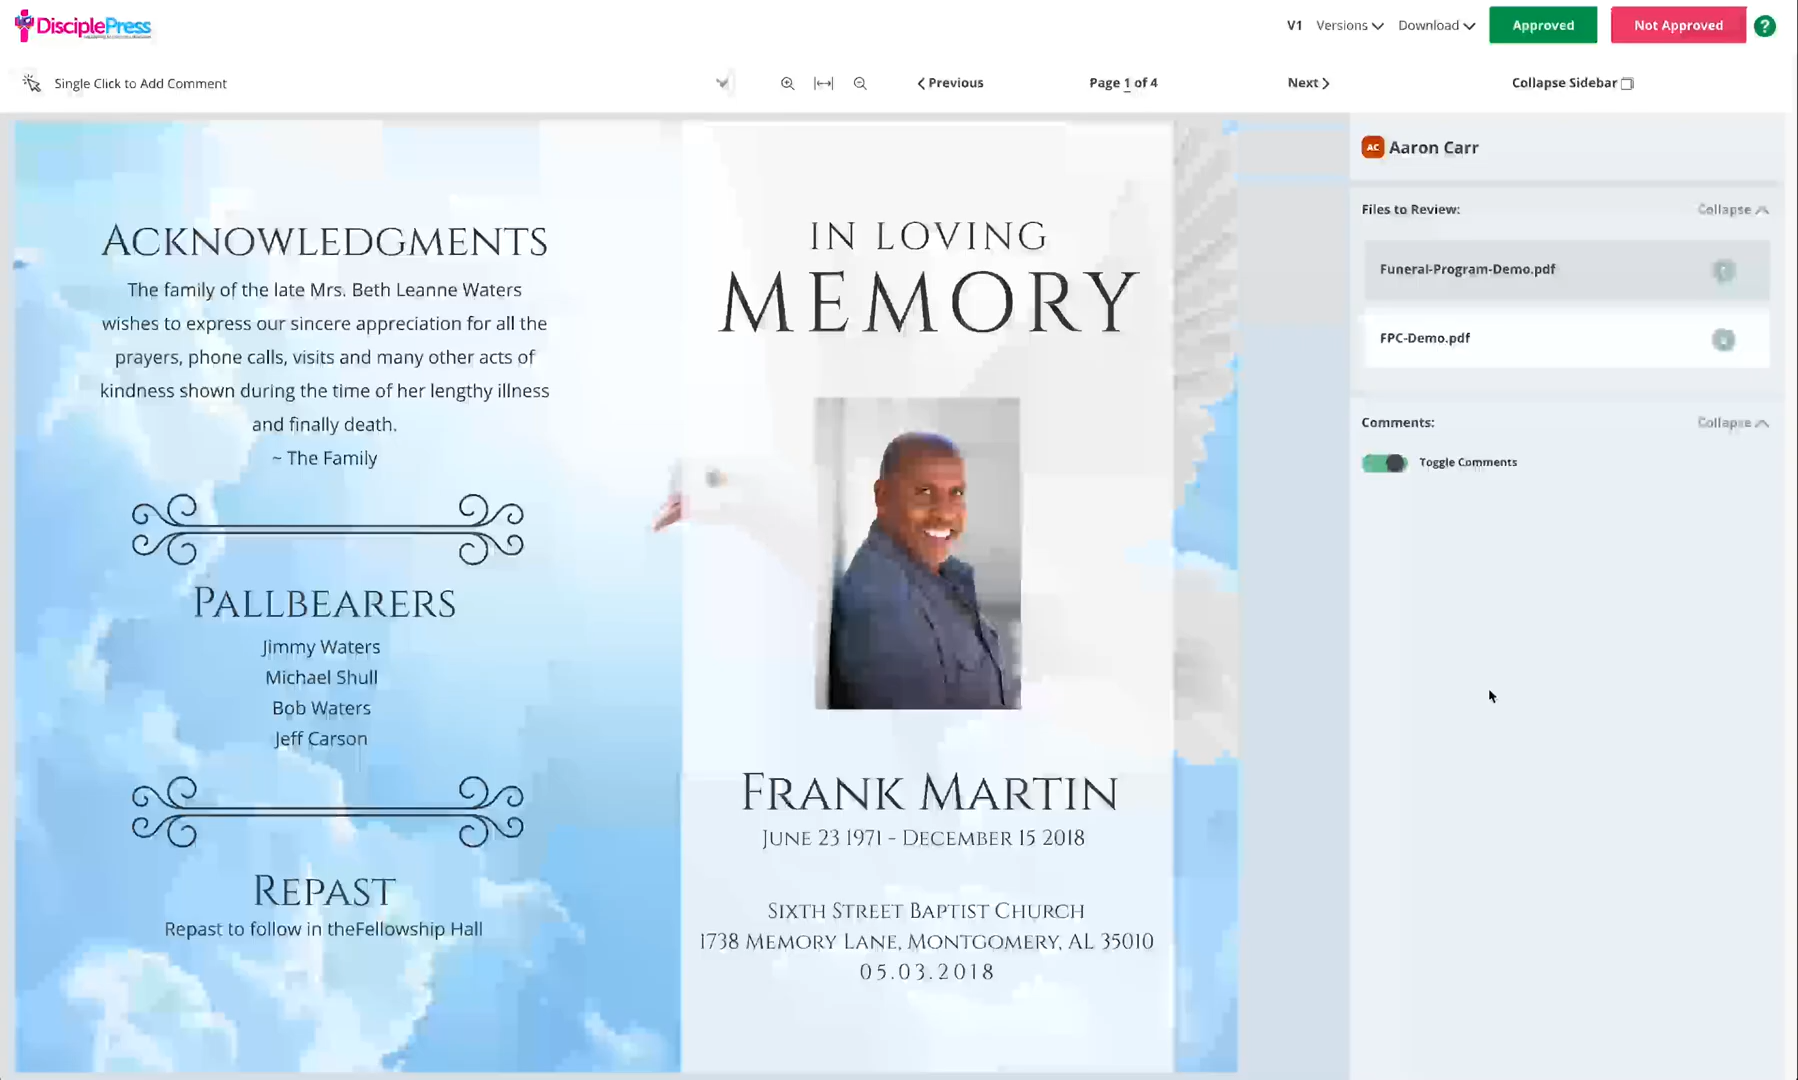 DisciplePress
V1 Versions Download Approved Not Approved ?
Single Click to Add Comment
Previous Page 1 of 4 Next Collapse Sidebar
ACKNOWLEDGMENTS
The family of the late Mrs. Beth Leanne Waters
wishes to express our sincere appreciation for all the
prayers, phone calls, visits and many other acts of
kindness shown during the time of her lengthy illness
and finally death.
~ The Family
PALLBEARERS
Jimmy Waters
Michael Shull
Bob Waters
Jeff Carson
REPAST
Repast to follow in theFellowship Hall
IN LOVING
MEMORY
FRANK MARTIN
JUNE 23 1971 - DECEMBER 15 2018
SIXTH STREET BAPTIST CHURCH
1738 MEMORY LANE, MONTGOMERY, AL 35010
05.03.2018
AC Aaron Carr
Files to Review: Collapse
Funeral-Program-Demo.pdf
FPC-Demo.pdf
Comments: Collapse
Toggle Comments